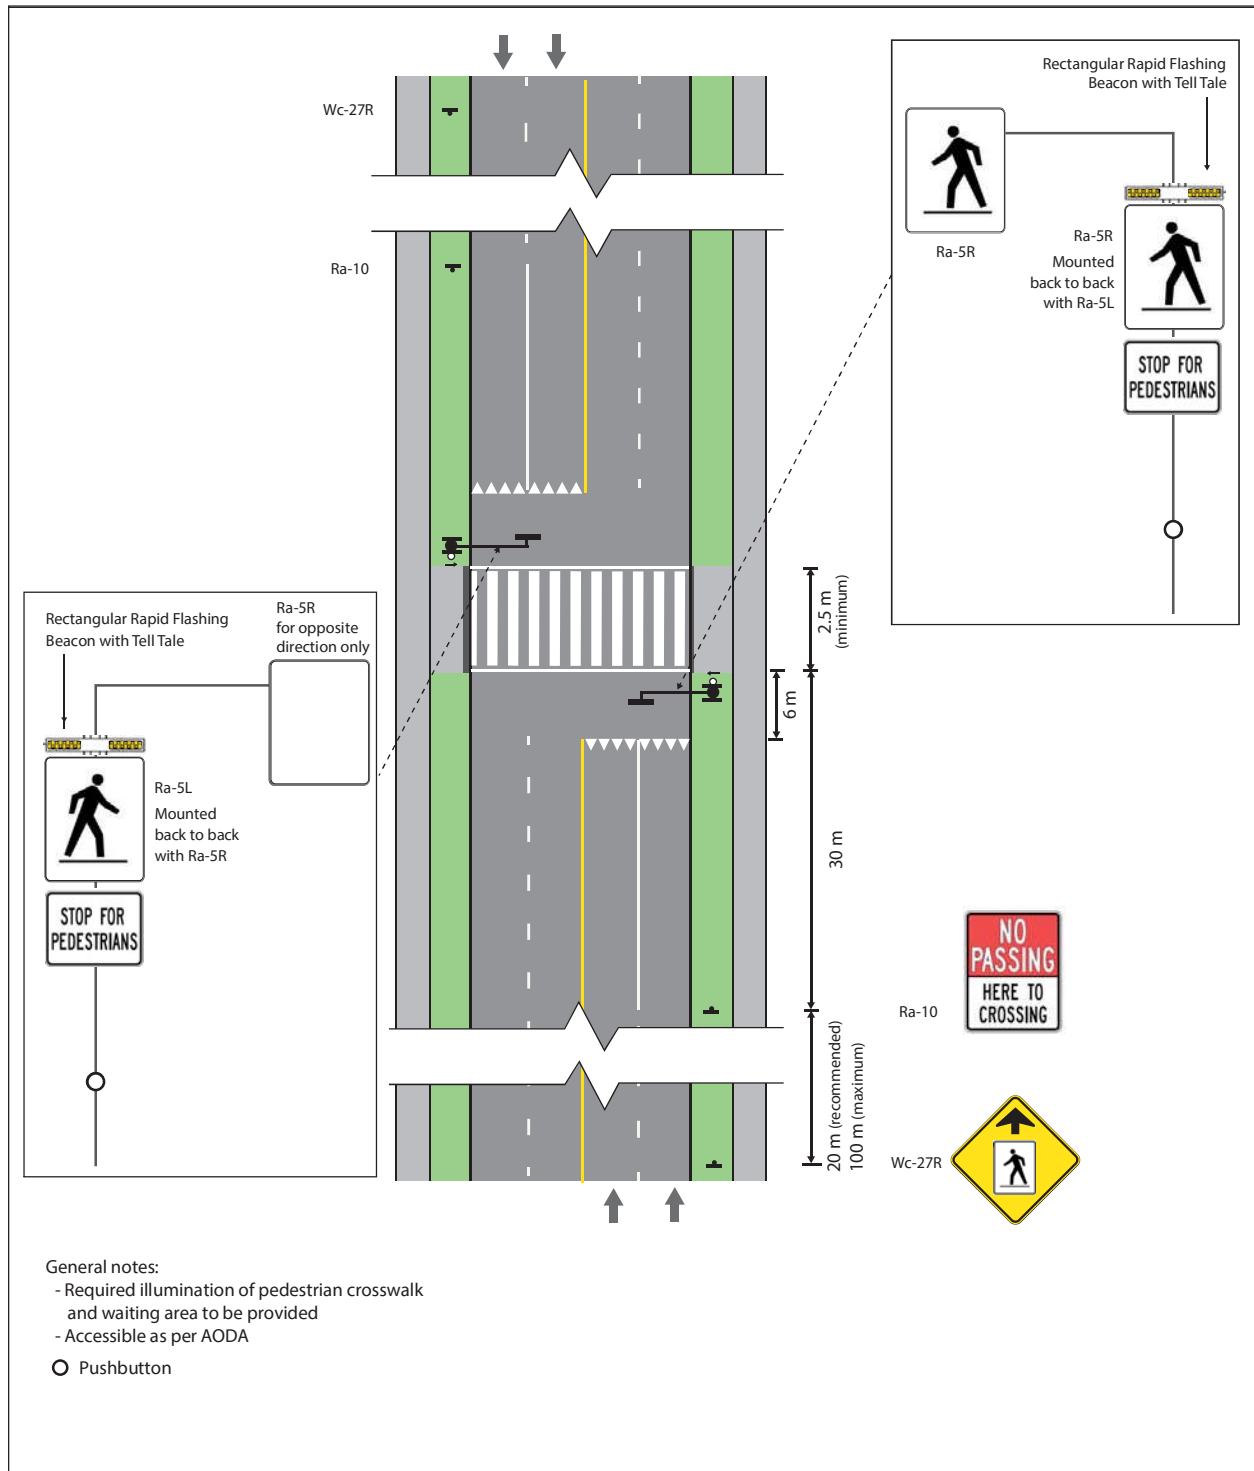 Wc-27R
Ra-10
Rectangular Rapid Flashing
Beacon with Tell Tale
Ra-5R
Ra-5R
Mounted
back to back
with Ra-5L
STOP FOR
PEDESTRIANS
Rectangular Rapid Flashing
Beacon with Tell Tale
Ra-5R
for opposite
direction only
Ra-5L
Mounted
back to back
with Ra-5R
STOP FOR
PEDESTRIANS
2.5 m
(minimum)
6 m
30 m
20 m (recommended)
100 m (maximum)
Ra-10
NO
PASSING
HERE TO
CROSSING
Wc-27R
General notes:
- Required illumination of pedestrian crosswalk
and waiting area to be provided
- Accessible as per AODA
Pushbutton